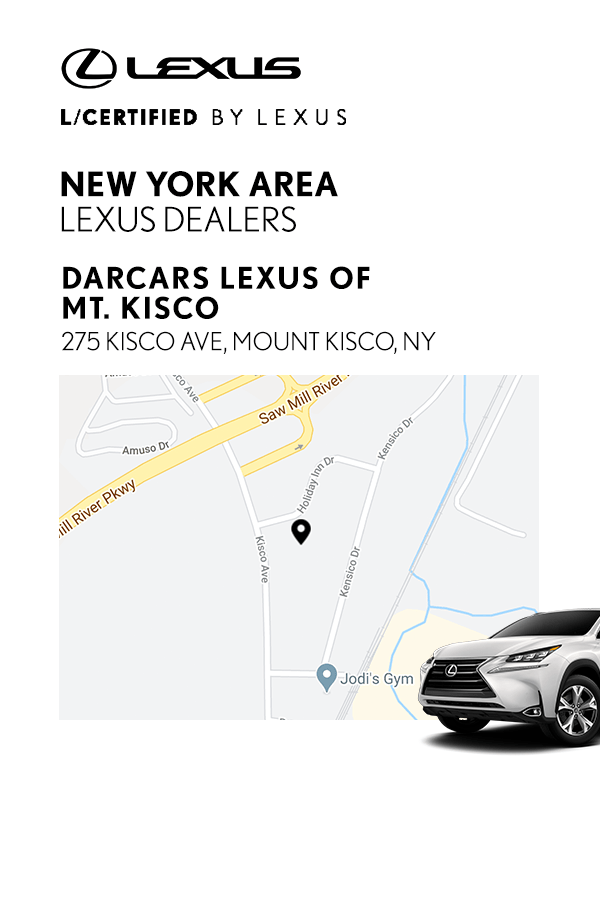 LEXUS
L/CERTIFIED BY LEXUS
NEW YORK AREA
LEXUS DEALERS
DARCARS LEXUS OF
MT. KISCO
275 KISCO AVE, MOUNT KISCO, NY
Saw Mill River
Amuso Dr
Kensico Dr
Holiday Inn Dr
River Pkwy
Kisco Ave
Kensico Dr
Jodi's Gym